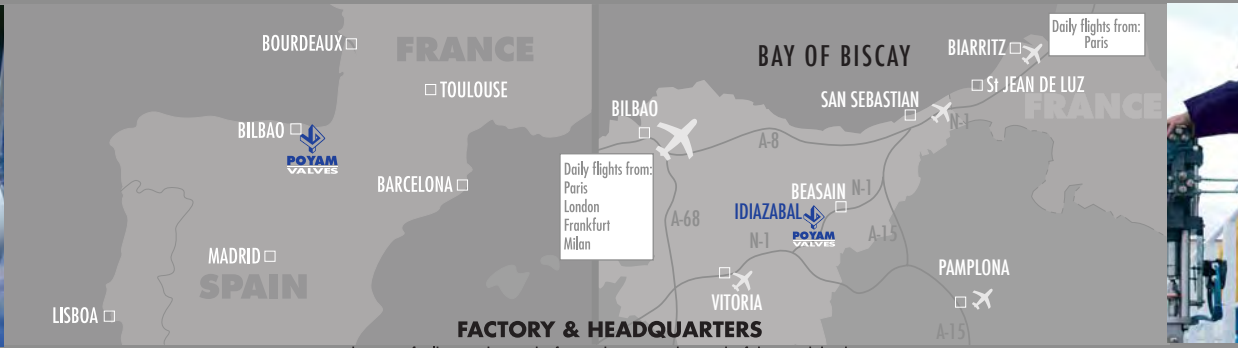 BOURDEAUX
FRANCE
TOULOUSE
BILBAO
POYAM
VALVES
BARCELONA
MADRID
SPAIN
LISBOA
BAY OF BISCAY
BIARRITZ
Daily flights from:
Paris
St JEAN DE LUZ
FRANCE
SAN SEBASTIAN
N-1
BILBAO
A-8
Daily flights from:
Paris
London
Frankfurt
Milan
BEASAIN
N-1
IDIAZABAL
POYAM
VALVES
A-68
N-1
A-15
VITORIA
PAMPLONA
A-15
FACTORY & HEADQUARTERS